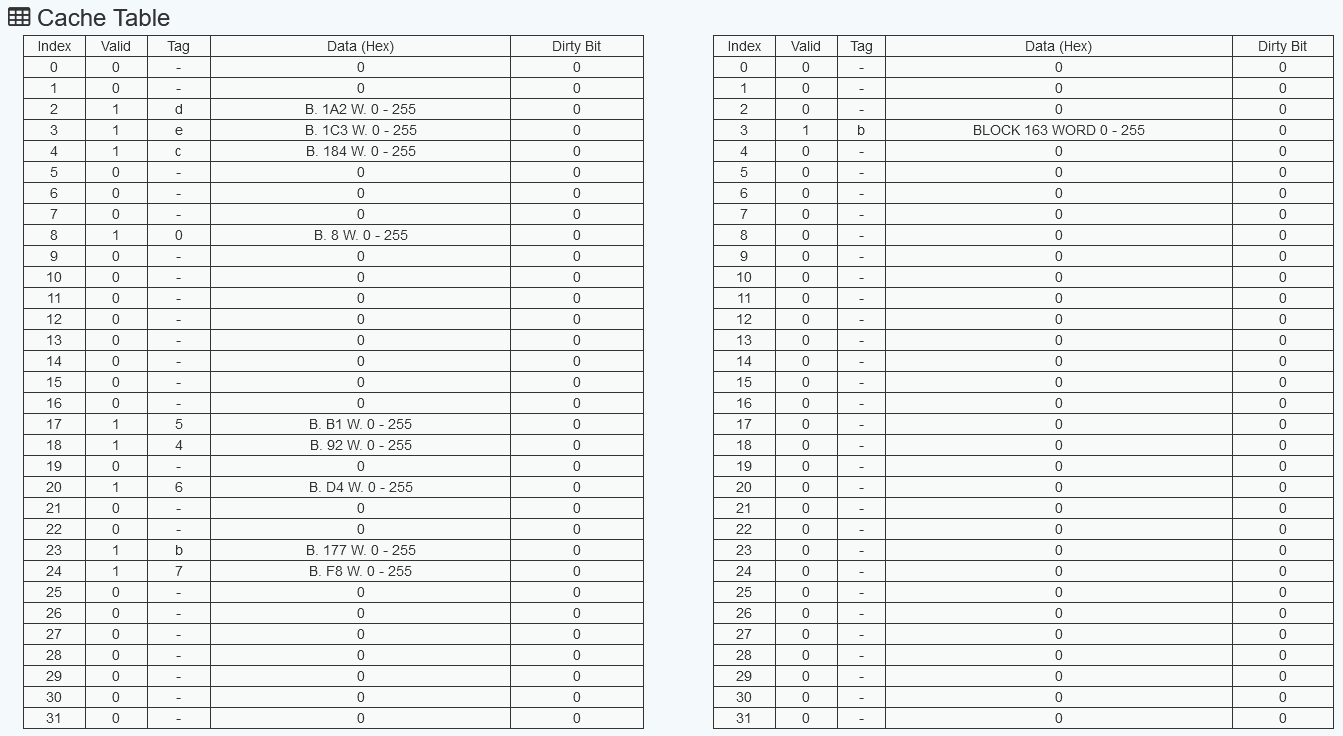 Cache Table
Index Valid Tag Data (Hex) Dirty Bit
0 0 - 0 0
1 0 - 0 0
2 1 d B. 1A2 W. 0 - 255 0
3 1 e B. 1C3 W. 0 - 255 0
4 1 c B. 184 W. 0 - 255 0
5 0 - 0 0
6 0 - 0 0
7 0 - 0 0
8 1 0 B. 8 W. 0 - 255 0
9 0 - 0 0
10 0 - 0 0
11 0 - 0 0
12 0 - 0 0
13 0 - 0 0
14 0 - 0 0
15 0 - 0 0
16 0 - 0 0
17 1 5 B. B1 W. 0 - 255 0
18 1 4 B. 92 W. 0 - 255 0
19 0 - 0 0
20 1 6 B. D4 W. 0 - 255 0
21 0 - 0 0
22 0 - 0 0
23 1 b B. 177 W. 0 - 255 0
24 1 7 B. F8 W. 0 - 255 0
25 0 - 0 0
26 0 - 0 0
27 0 - 0 0
28 0 - 0 0
29 0 - 0 0
30 0 - 0 0
31 0 - 0 0
Index Valid Tag Data (Hex) Dirty Bit
0 0 - 0 0
1 0 - 0 0
2 0 - 0 0
3 1 b BLOCK 163 WORD 0 - 255 0
4 0 - 0 0
5 0 - 0 0
6 0 - 0 0
7 0 - 0 0
8 0 - 0 0
9 0 - 0 0
10 0 - 0 0
11 0 - 0 0
12 0 - 0 0
13 0 - 0 0
14 0 - 0 0
15 0 - 0 0
16 0 - 0 0
17 0 - 0 0
18 0 - 0 0
19 0 - 0 0
20 0 - 0 0
21 0 - 0 0
22 0 - 0 0
23 0 - 0 0
24 0 - 0 0
25 0 - 0 0
26 0 - 0 0
27 0 - 0 0
28 0 - 0 0
29 0 - 0 0
30 0 - 0 0
31 0 - 0 0